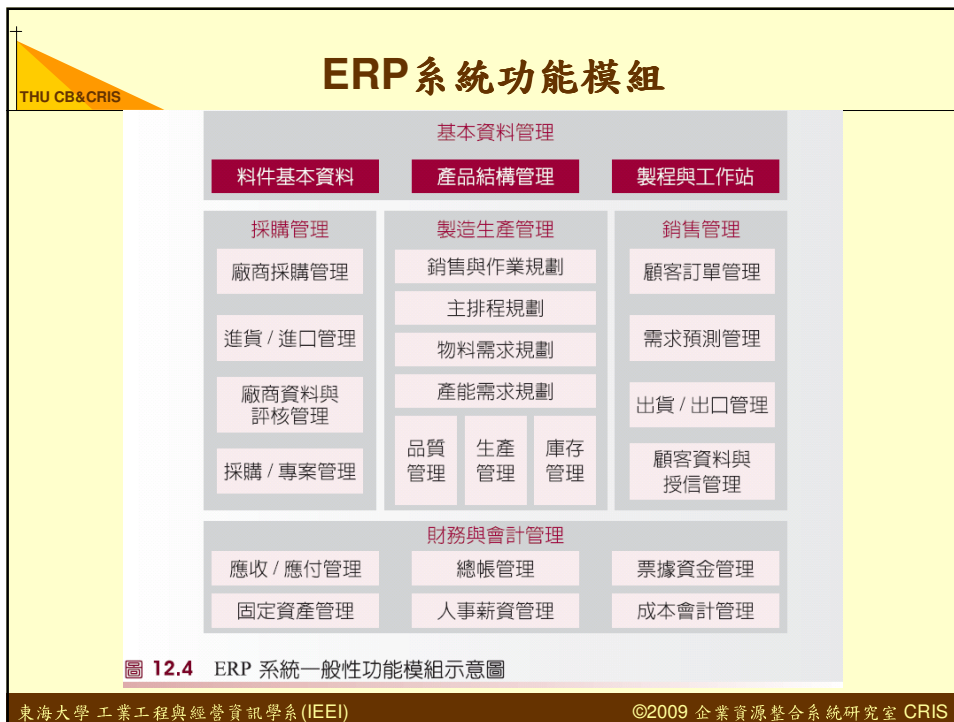 ERP系統功能模組
THU CB&CRIS
基本資料管理
料件基本資料
產品結構管理
製程與工作站
採購管理
廠商採購管理
進貨 / 進口管理
廠商資料與
評核管理
採購 / 專案管理
製造生產管理
銷售與作業規劃
主排程規劃
物料需求規劃
產能需求規劃
品質
管理
生產
管理
庫存
管理
銷售管理
顧客訂單管理
需求預測管理
出貨 / 出口管理
顧客資料與
授信管理
財務與會計管理
應收 / 應付管理
總帳管理
票據資金管理
固定資產管理
人事薪資管理
成本會計管理
圖 12.4 ERP 系統一般性功能模組示意圖
東海大學 工業工程與經營資訊學系(IEEI)
©2009 企業資源整合系統研究室 CRIS